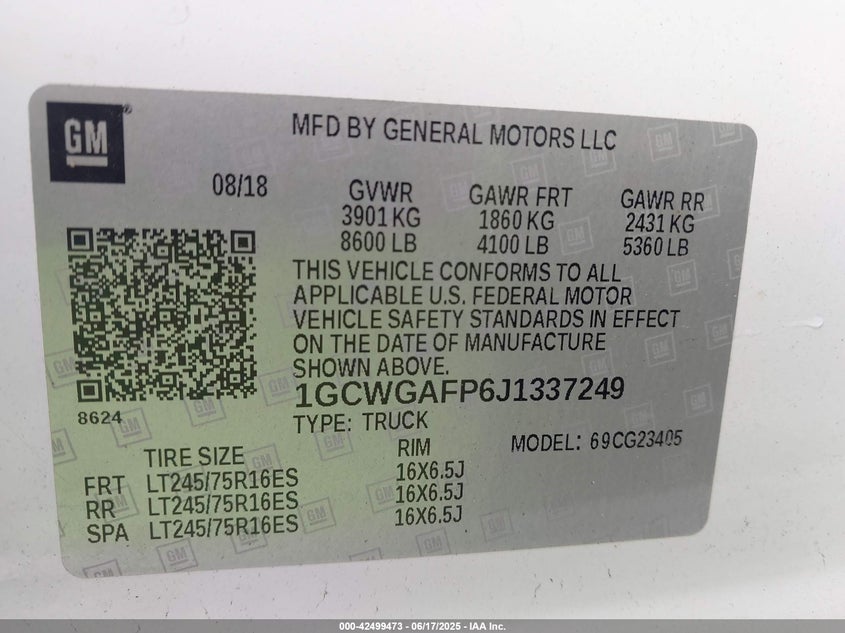 GM
MFD BY GENERAL MOTORS LLC
08/18
GVWR GAWR FRT GAWR RR
3901 KG 1860 KG 2431 KG
8600 LB 4100 LB 5360 LB
THIS VEHICLE CONFORMS TO ALL
APPLICABLE U.S. FEDERAL MOTOR
VEHICLE SAFETY STANDARDS IN EFFECT
ON THE DATE OF MANUFACTURE
SHOWN ABOVE.
1GCWGAFP6J1337249
8624
TYPE: TRUCK
MODEL: 69CG23405
TIRE SIZE RIM
FRT LT245/75R16ES 16X6.5J
RR LT245/75R16ES 16X6.5J
SPA LT245/75R16ES 16X6.5J
000-42499473 - 06/17/2025 - IAA Inc.